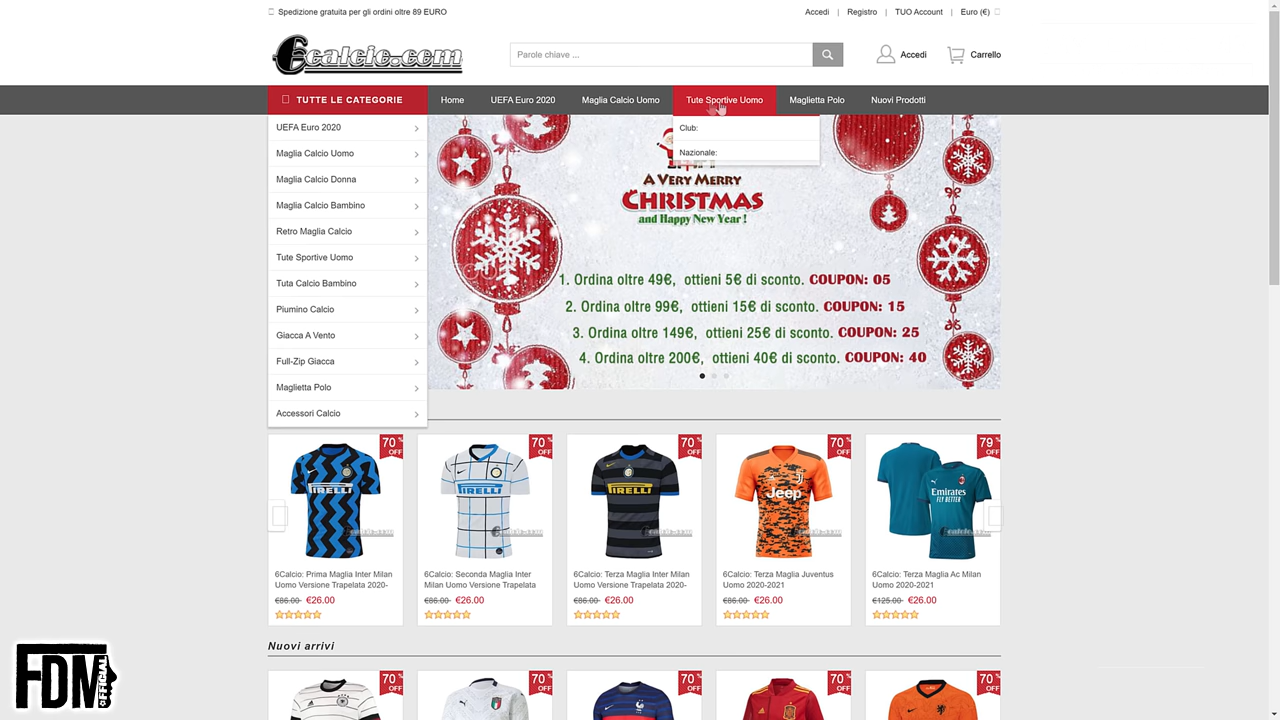 Spedizione gratuita per gli ordini oltre 89 EURO
Accedi | Registro | TUO Account | Euro (€)
6calcio.com
Parole chiave ...
Accedi
Carrello
TUTTE LE CATEGORIE
Home
UEFA Euro 2020
Maglia Calcio Uomo
Tute Sportive Uomo
Maglietta Polo
Nuovi Prodotti
Club:
Nazionale:
UEFA Euro 2020
Maglia Calcio Uomo
Maglia Calcio Donna
Maglia Calcio Bambino
Retro Maglia Calcio
Tute Sportive Uomo
Tuta Calcio Bambino
Piumino Calcio
Giacca A Vento
Full-Zip Giacca
Maglietta Polo
Accessori Calcio
A VERY MERRY
CHRISTMAS
and Happy New Year !
1. Ordina oltre 49€, ottieni 5€ di sconto. COUPON: 05
2. Ordina oltre 99€, ottieni 15€ di sconto. COUPON: 15
3. Ordina oltre 149€, ottieni 25€ di sconto. COUPON: 25
4. Ordina oltre 200€, ottieni 40€ di sconto. COUPON: 40
70 % OFF
70 % OFF
70 % OFF
70 % OFF
79 % OFF
IRELLI
PIRELLI
PIRELLI
Jeep
Emirates
FLY BETTER
6Calcio: Prima Maglia Inter Milan
Uomo Versione Trapelata 2020-
€86.00 €26.00
6Calcio: Seconda Maglia Inter
Milan Uomo Versione Trapelata
€86.00 €26.00
6Calcio: Terza Maglia Inter Milan
Uomo Versione Trapelata 2020-
€86.00 €26.00
6Calcio: Terza Maglia Juventus
Uomo 2020-2021
€86.00 €26.00
6Calcio: Terza Maglia Ac Milan
Uomo 2020-2021
€125.00 €26.00
Nuovi arrivi
70 % OFF
70 % OFF
70 % OFF
70 % OFF
70 % OFF
FDM
OFFICIAL